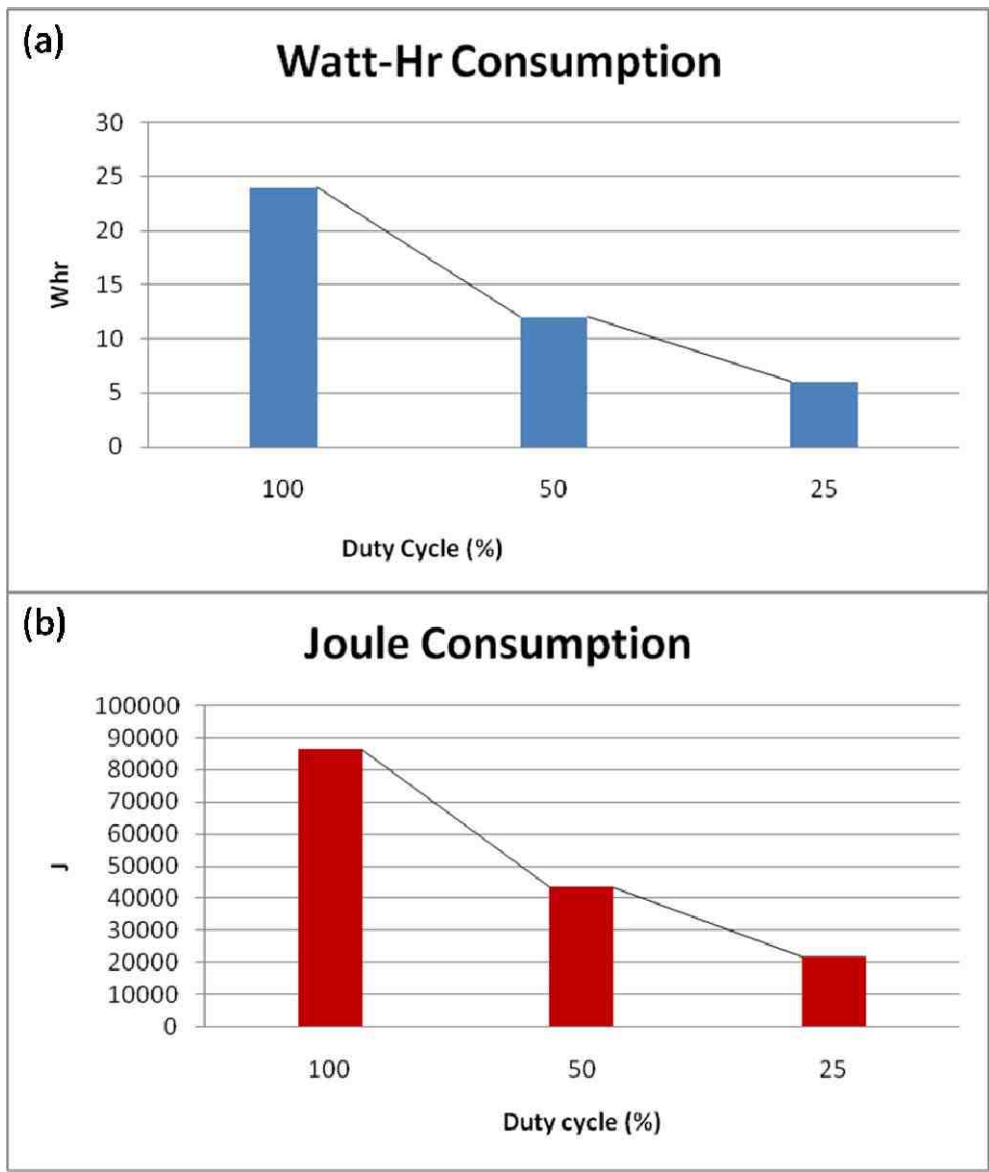 (a)
Watt-Hr Consumption
30
25
20
15
10
5
0
Whr
100 50 25
Duty Cycle (%)
(b)
Joule Consumption
100000
90000
80000
70000
60000
50000
40000
30000
20000
10000
0
J
100 50 25
Duty cycle (%)